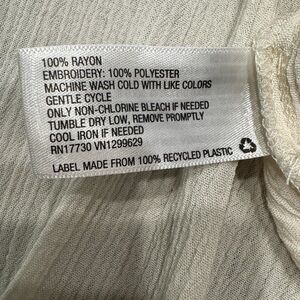 100% RAYON
EMBROIDERY: 100% POLYESTER
MACHINE WASH COLD WITH LIKE COLORS
GENTLE CYCLE
ONLY NON-CHLORINE BLEACH IF NEEDED
TUMBLE DRY LOW, REMOVE PROMPTLY
COOL IRON IF NEEDED
RN17730 VN1299629
LABEL MADE FROM 100% RECYCLED PLASTIC